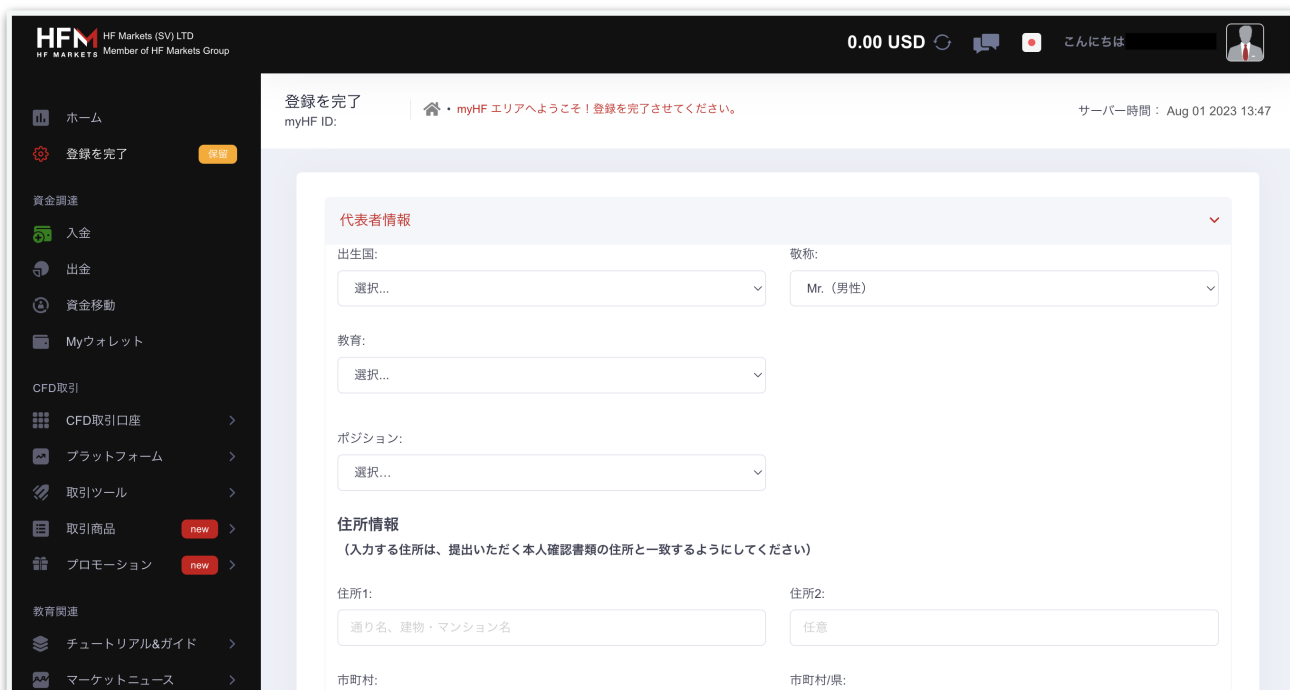 HFM
HF MARKETS
HF Markets (SV) LTD
Member of HF Markets Group
0.00 USD
こんにちは
ホーム
登録を完了
保留
資金調達
入金
出金
資金移動
Myウォレット
CFD取引
CFD取引口座
プラットフォーム
取引ツール
取引商品
new
プロモーション
new
教育関連
チュートリアル&ガイド
マーケットニュース
登録を完了
myHF ID:
• myHF エリアへようこそ！登録を完了させてください。
サーバー時間： Aug 01 2023 13:47
代表者情報
出生国:
敬称:
選択...
Mr.（男性）
教育:
選択...
ポジション:
選択...
住所情報
（入力する住所は、提出いただく本人確認書類の住所と一致するようにしてください）
住所1:
住所2:
通り名、建物・マンション名
任意
市町村:
市町村/県: